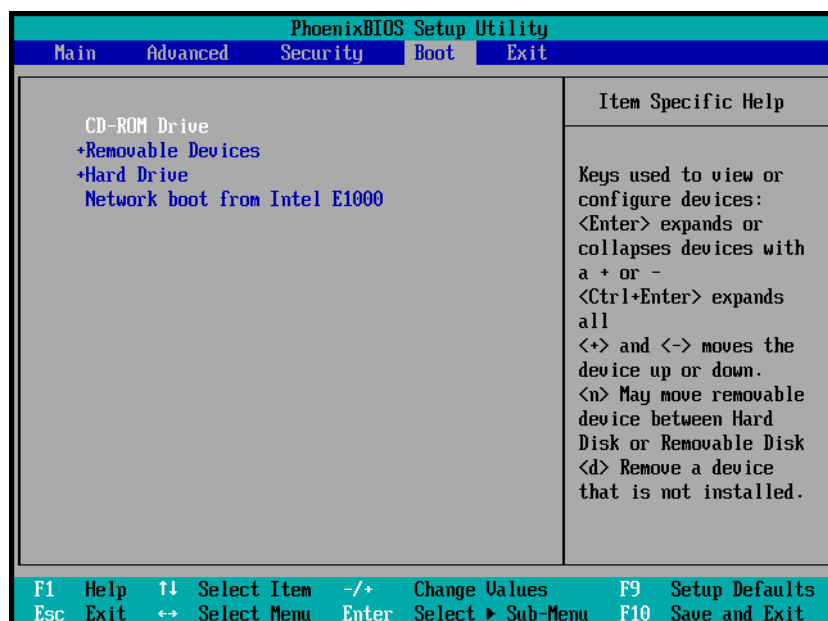 PhoenixBIOS Setup Utility
Main Advanced Security Boot Exit
CD-ROM Drive
+Removable Devices
+Hard Drive
Network boot from Intel E1000
Item Specific Help
Keys used to view or
configure devices:
<Enter> expands or
collapses devices with
a + or -
<Ctrl+Enter> expands
all
<+> and <-> moves the
device up or down.
<n> May move removable
device between Hard
Disk or Removable Disk
<d> Remove a device
that is not installed.
F1 Help ↑↓ Select Item -/+ Change Values F9 Setup Defaults
Esc Exit ↔ Select Menu Enter Select ▶ Sub-Menu F10 Save and Exit